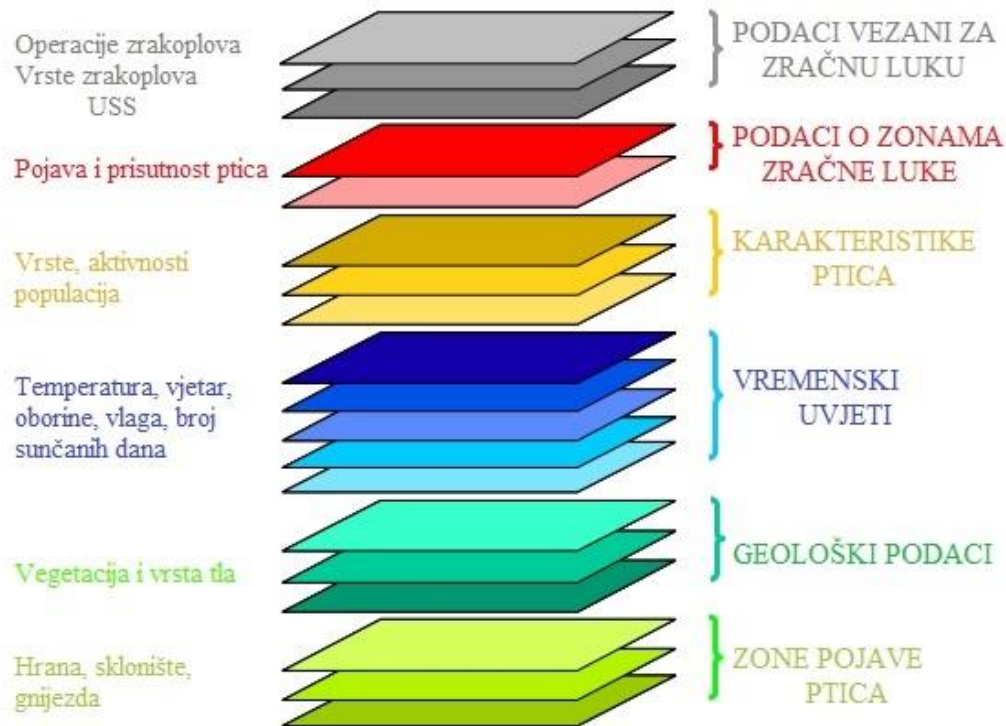 Operacije zrakoplova
Vrste zrakoplova
USS
PODACI VEZANI ZA
ZRAČNU LUKU
Pojava i prisutnost ptica
PODACI O ZONAMA
ZRAČNE LUKE
Vrste, aktivnosti
populacija
KARAKTERISTIKE
PTICA
Temperatura, vjetar,
oborine, vlaga, broj
sunčanih dana
VREMENSKI
UVJETI
Vegetacija i vrsta tla
GEOLOŠKI PODACI
Hrana, sklonište,
gnijezda
ZONE POJAVE
PTICA